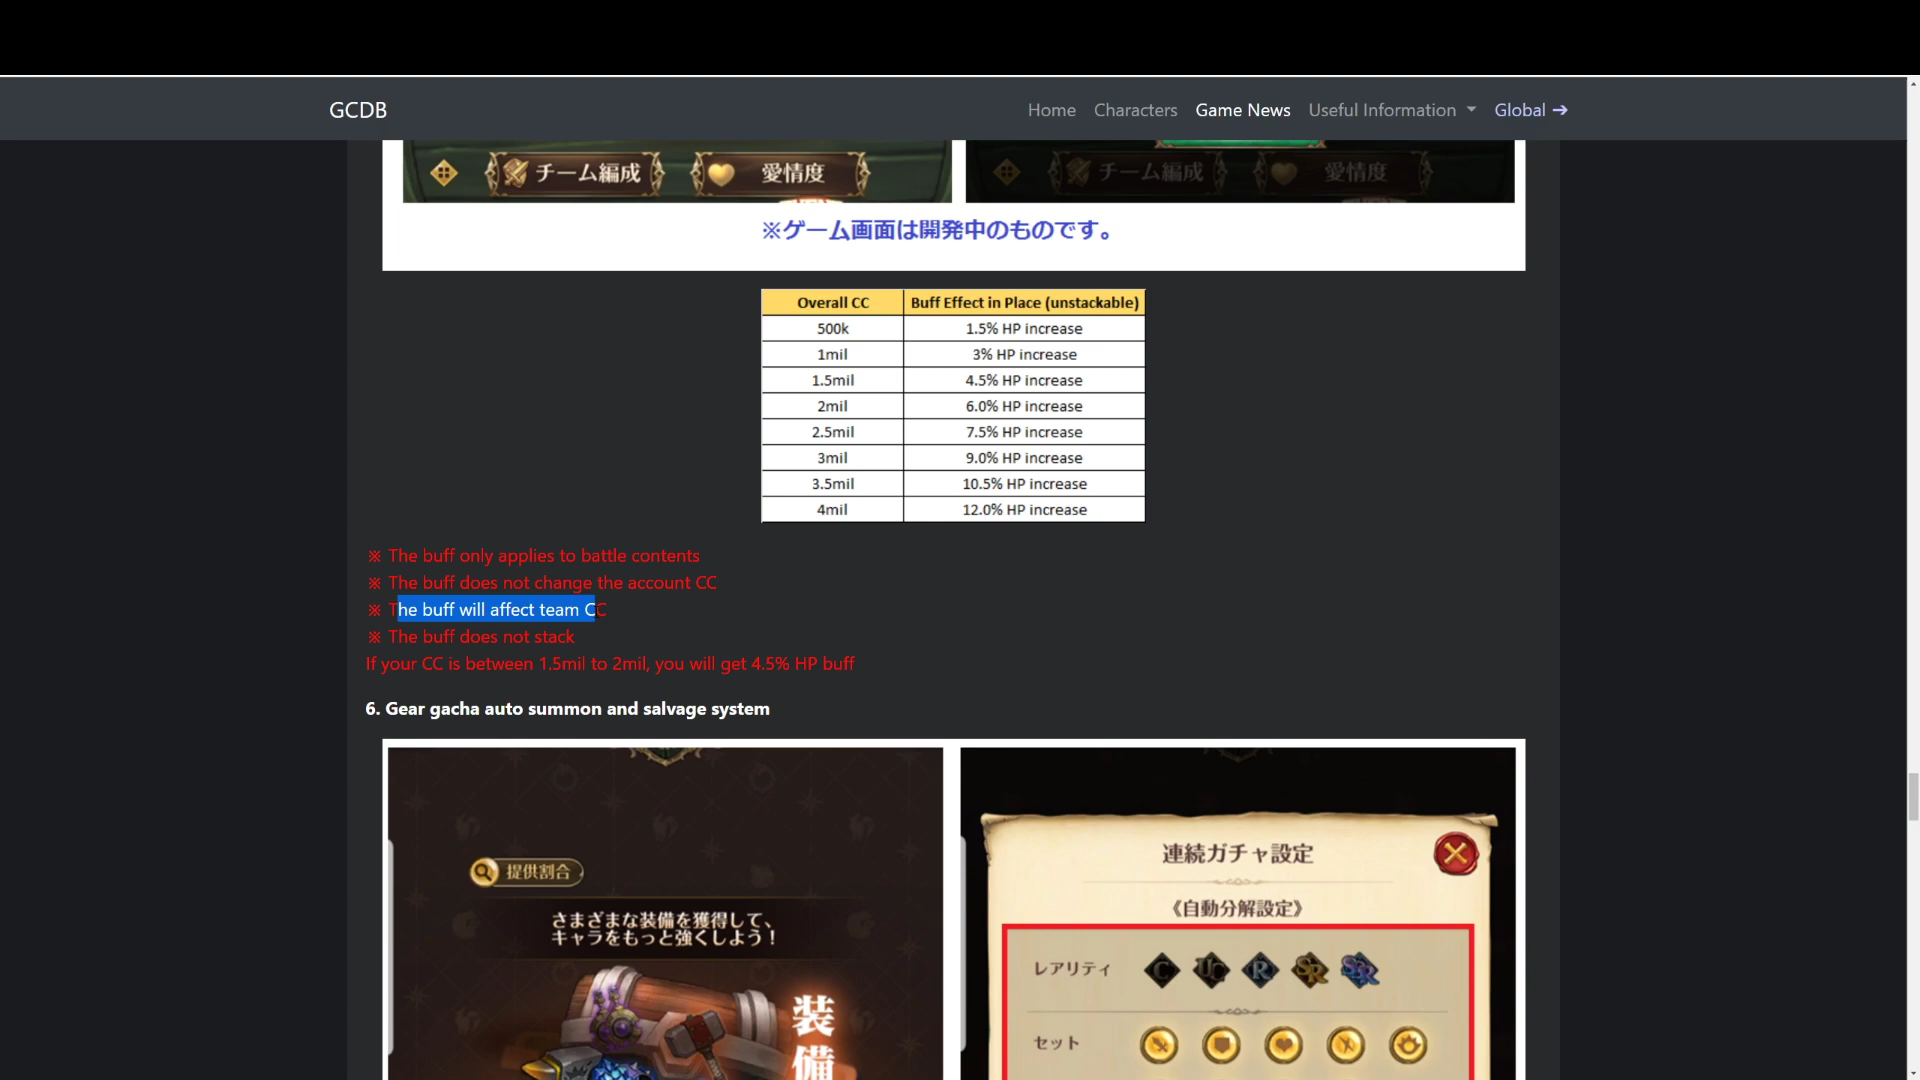 GCDB
Home Characters Game News Useful Information Global →
チーム編成 愛情度 チーム編成 愛情度
※ゲーム画面は開発中のものです。
Overall CC Buff Effect in Place (unstackable)
500k 1.5% HP increase
1mil 3% HP increase
1.5mil 4.5% HP increase
2mil 6.0% HP increase
2.5mil 7.5% HP increase
3mil 9.0% HP increase
3.5mil 10.5% HP increase
4mil 12.0% HP increase
※ The buff only applies to battle contents
※ The buff does not change the account CC
※ The buff will affect team CC
※ The buff does not stack
If your CC is between 1.5mil to 2mil, you will get 4.5% HP buff
6. Gear gacha auto summon and salvage system
提供割合
さまざまな装備を獲得して、
キャラをもっと強くしよう！
装備
連続ガチャ設定
《自動分解設定》
レアリティ C UC R SR SSR
セット